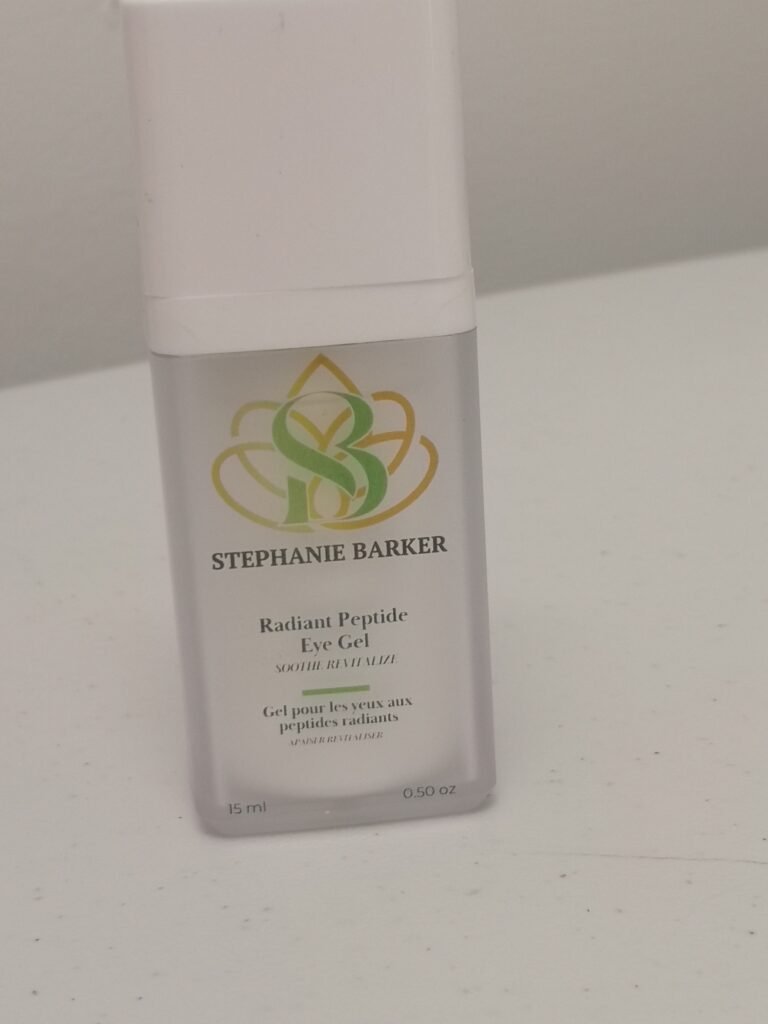 SB
STEPHANIE BARKER
Radiant Peptide
Eye Gel
SOOTHE REVITALIZE
Gel pour les yeux aux
peptides radiants
APAISER REVITALISER
15 ml
0.50 oz